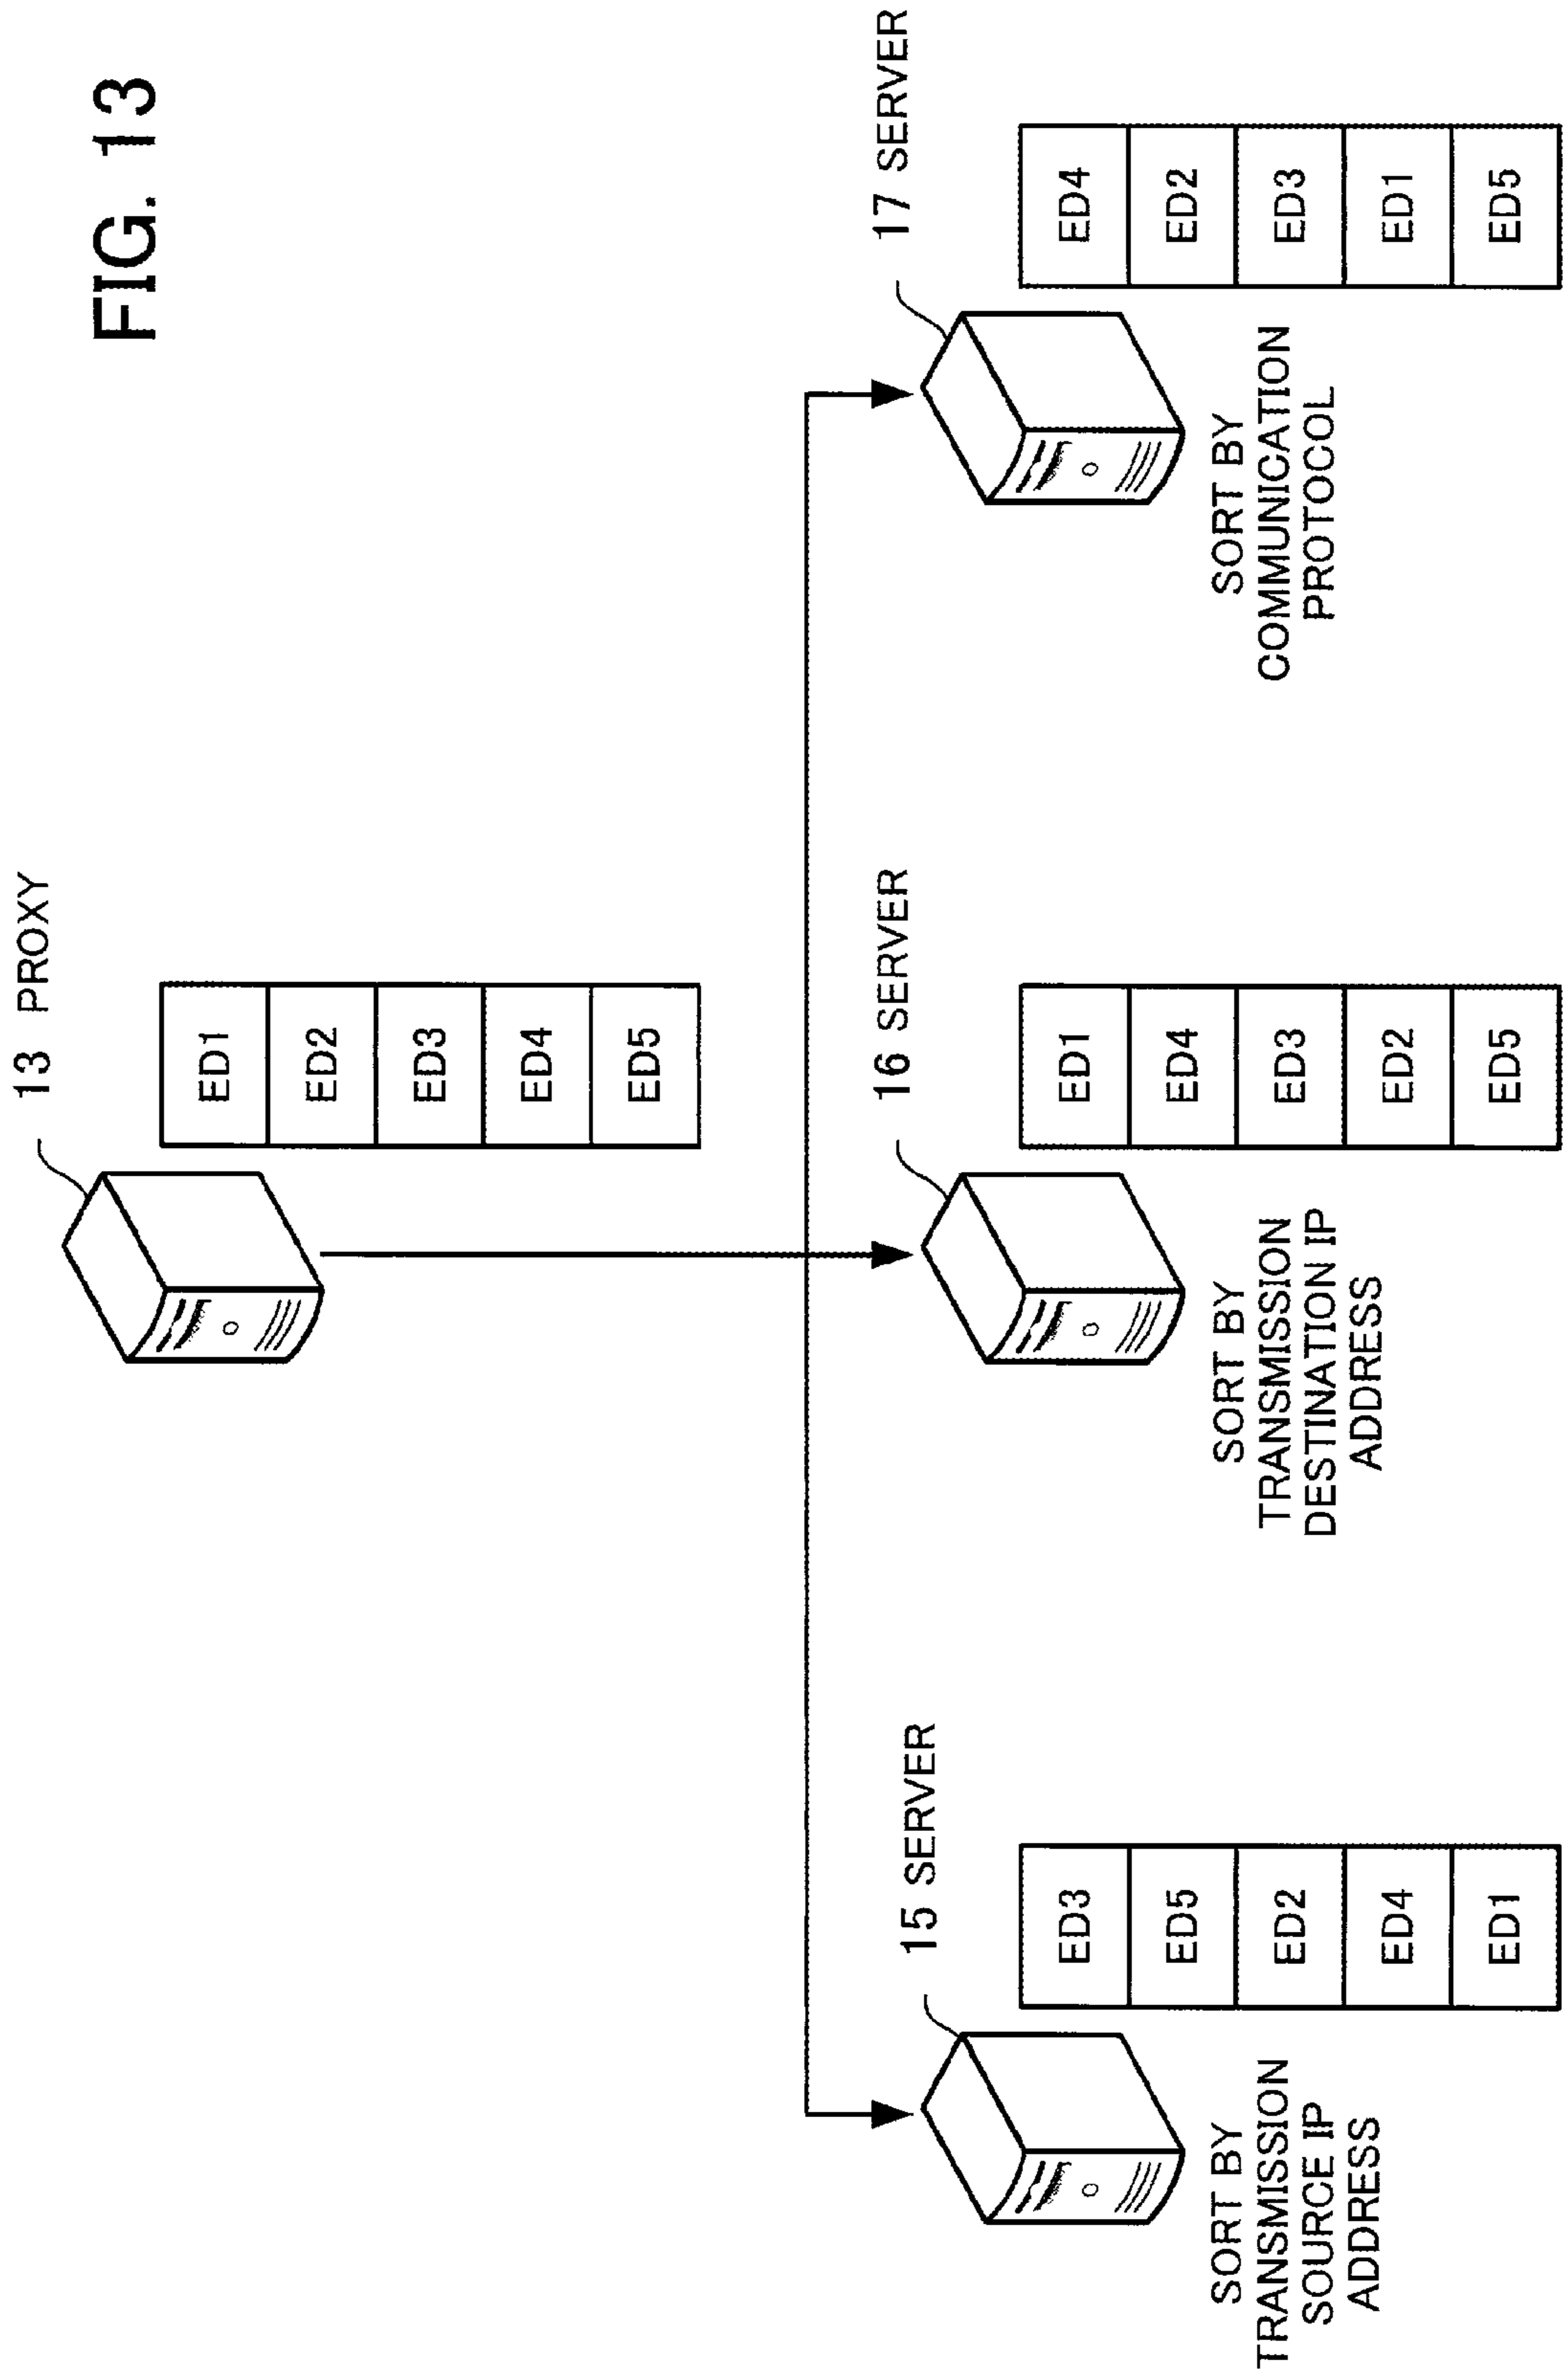 FIG. 13
13 PROXY
ED1
ED2
ED3
ED4
ED5
15 SERVER
ED3
ED5
ED2
ED4
ED1
SORT BY
TRANSMISSION
SOURCE IP
ADDRESS
16 SERVER
ED1
ED4
ED3
ED2
ED5
SORT BY
TRANSMISSION
DESTINATION IP
ADDRESS
17 SERVER
ED4
ED2
ED3
ED1
ED5
SORT BY
COMMUNICATION
PROTOCOL